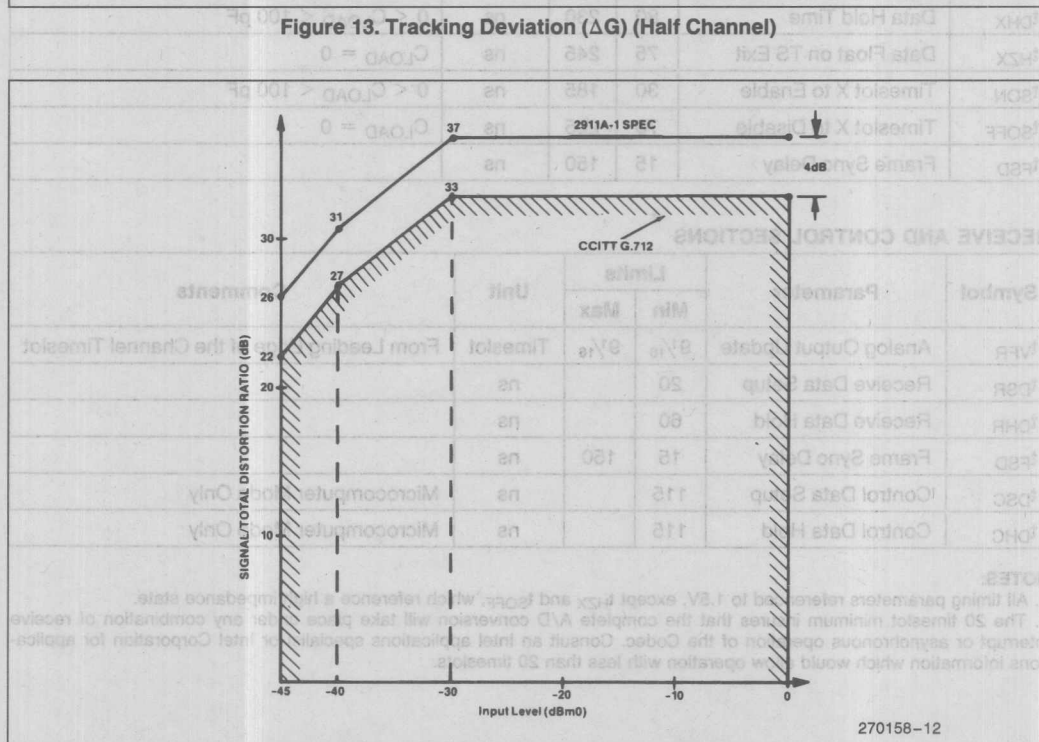 Figure 13. Tracking Deviation (ΔG) (Half Channel)
37
2911A-1 SPEC
4dB
33
31
30
CCITT G.712
27
26
22
20
10
SIGNAL/TOTAL DISTORTION RATIO (dB)
-45
-40
-30
-20
-10
0
Input Level (dBm0)
270158-12